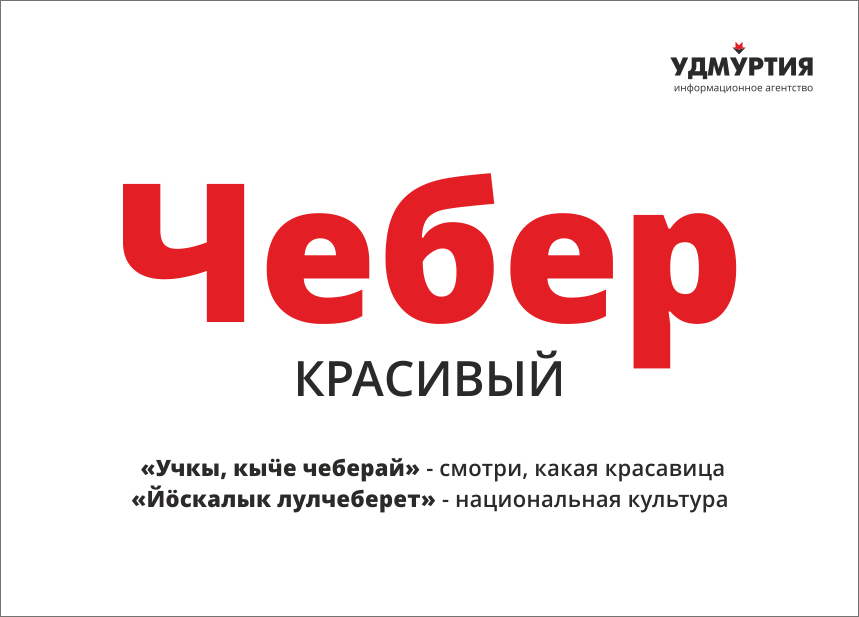 УДМУРТИЯ
информационное агентство
Чебер
КРАСИВЫЙ
«Учкы, кыӵе чеберай» - смотри, какая красавица
«Йӧскалык лулчеберет» - национальная культура